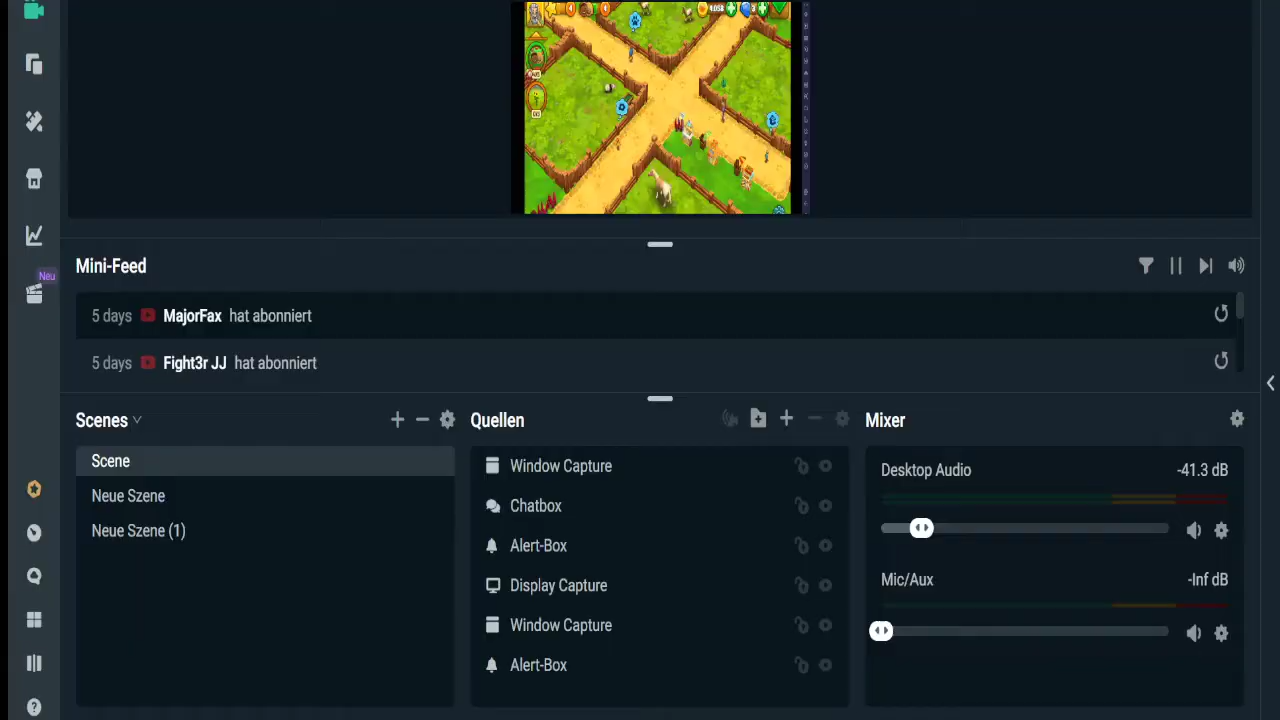 Neu
Mini-Feed
5 days MajorFax hat abonniert
5 days Fight3r JJ hat abonniert
Scenes
Scene
Neue Szene
Neue Szene (1)
Quellen
Window Capture
Chatbox
Alert-Box
Display Capture
Window Capture
Alert-Box
Mixer
Desktop Audio -41.3 dB
Mic/Aux -Inf dB